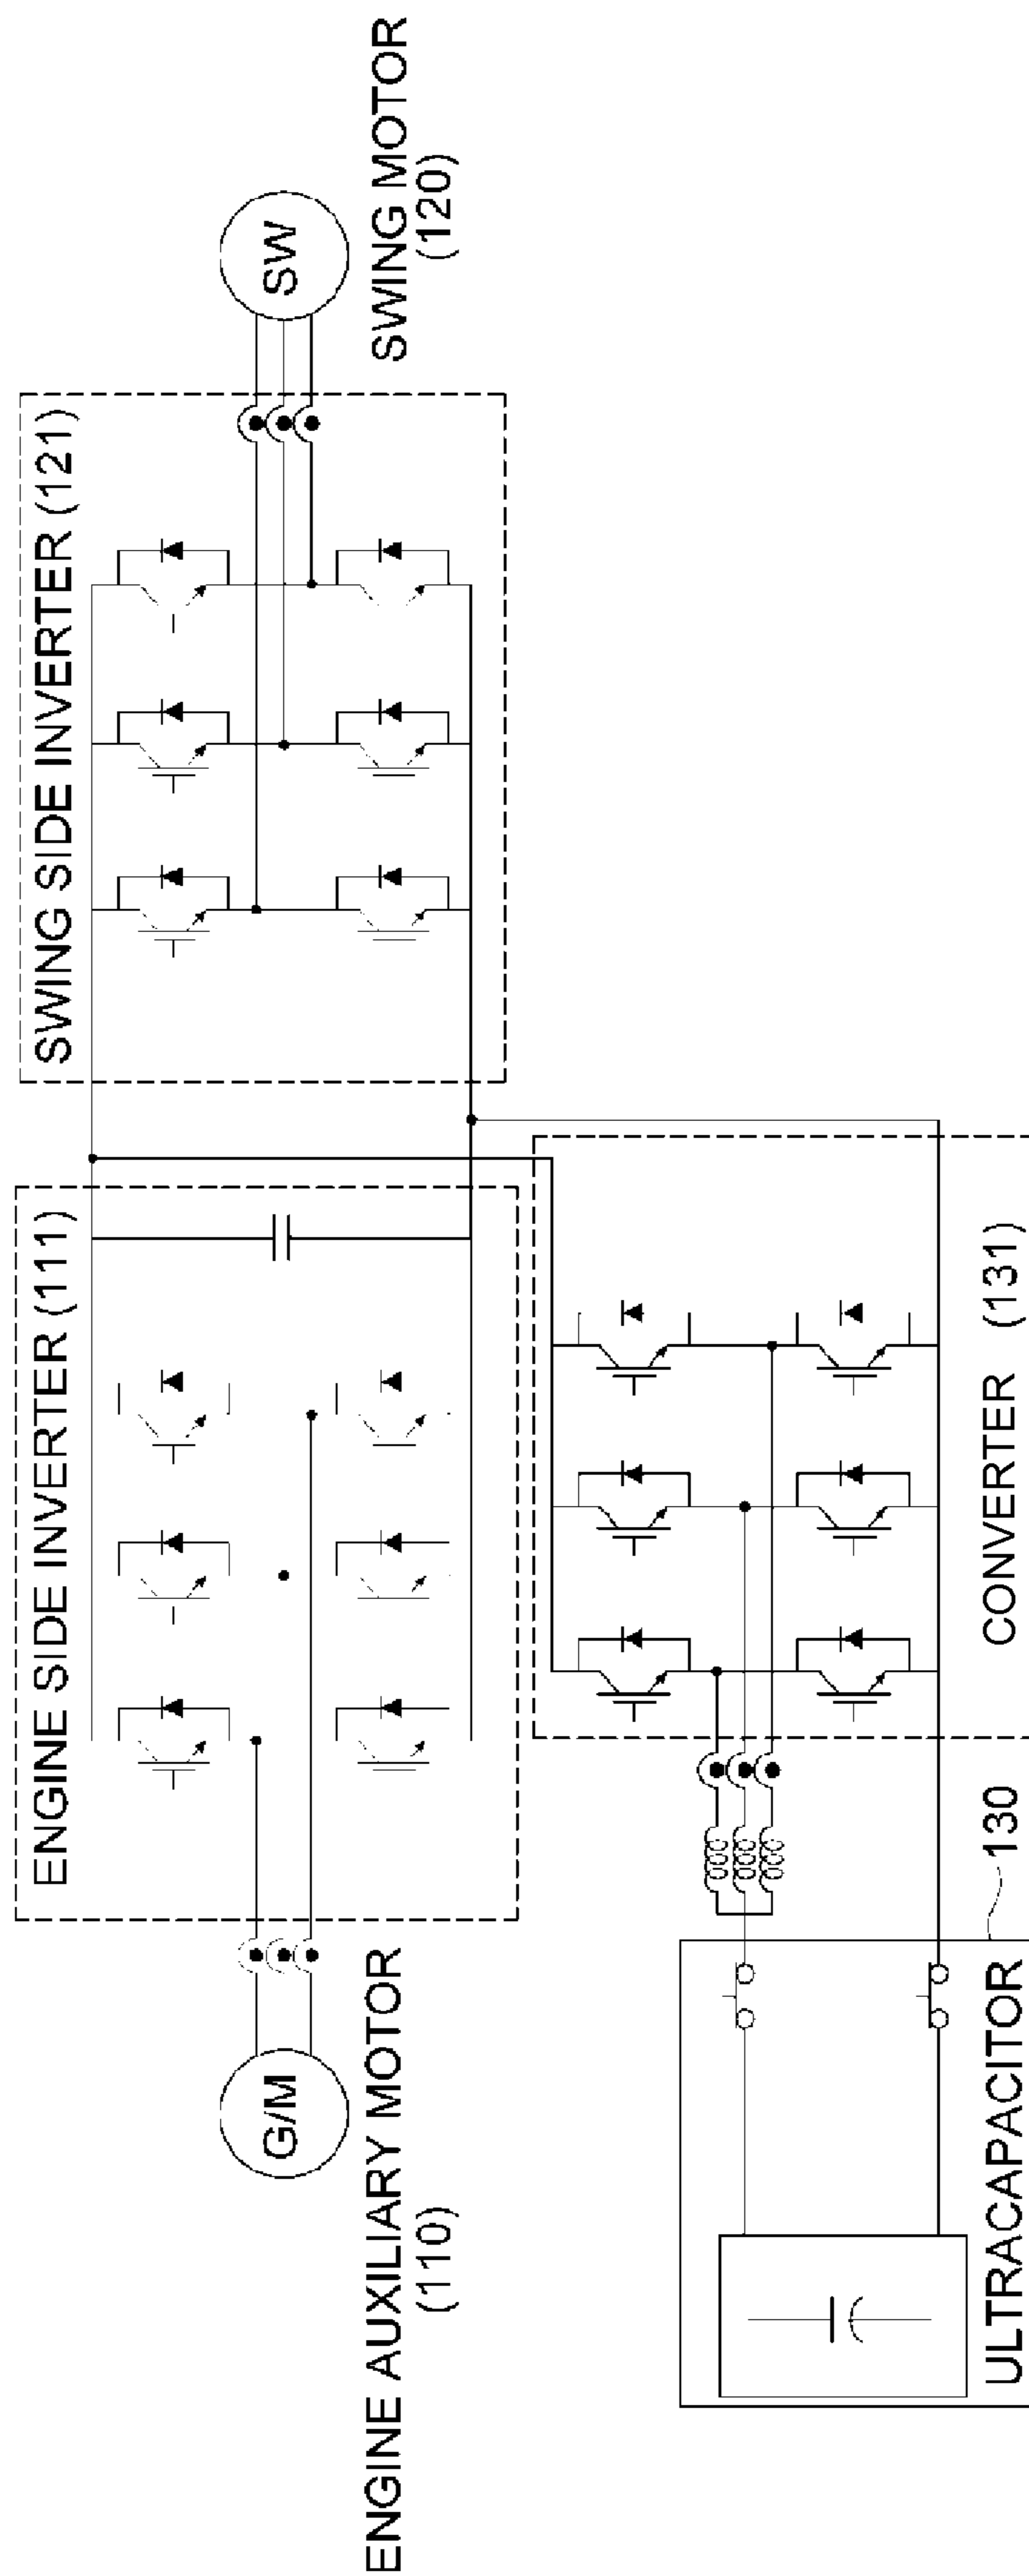 ENGINE SIDE INVERTER (111)
SWING SIDE INVERTER (121)
G/M
SW
ENGINE AUXILIARY MOTOR
(110)
SWING MOTOR
(120)
CONVERTER (131)
130
ULTRACAPACITOR